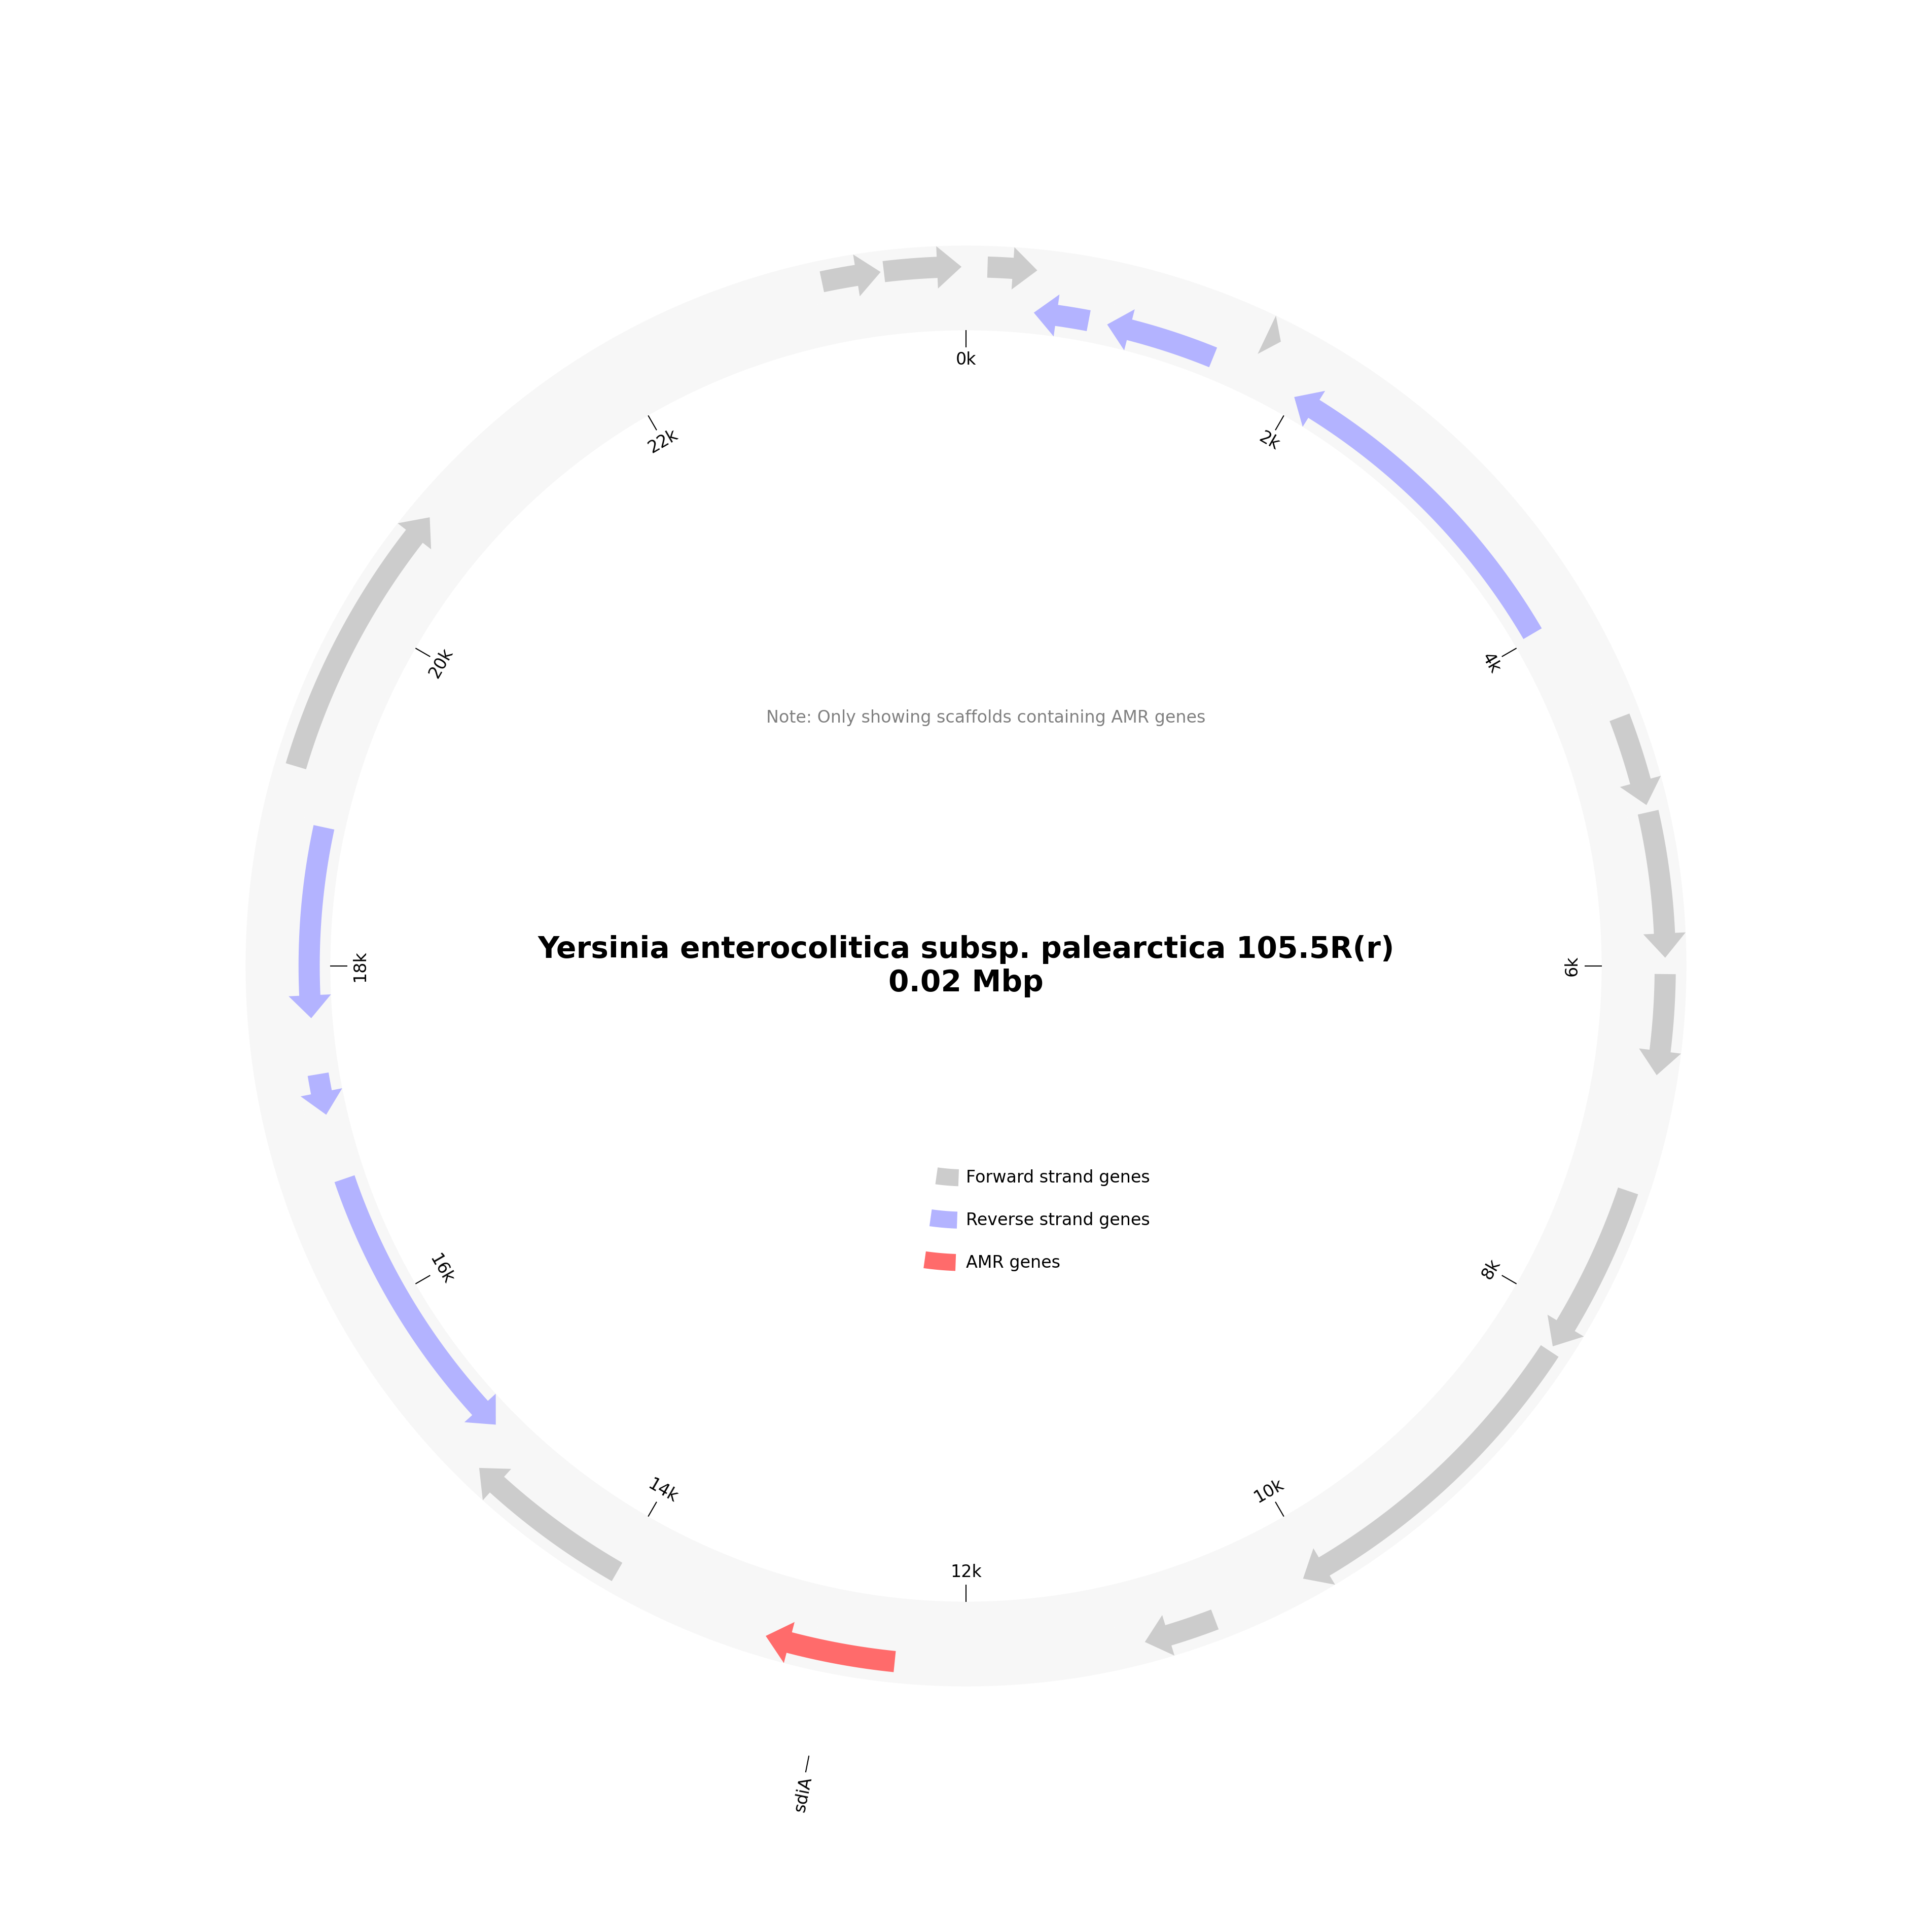 0k
22k
2k
20k
4k
Note: Only showing scaffolds containing AMR genes
Yersinia enterocolitica subsp. palearctica 105.5R(r)
0.02 Mbp
18k
6k
Forward strand genes
Reverse strand genes
AMR genes
16k
8k
14k
10k
12k
sdiA